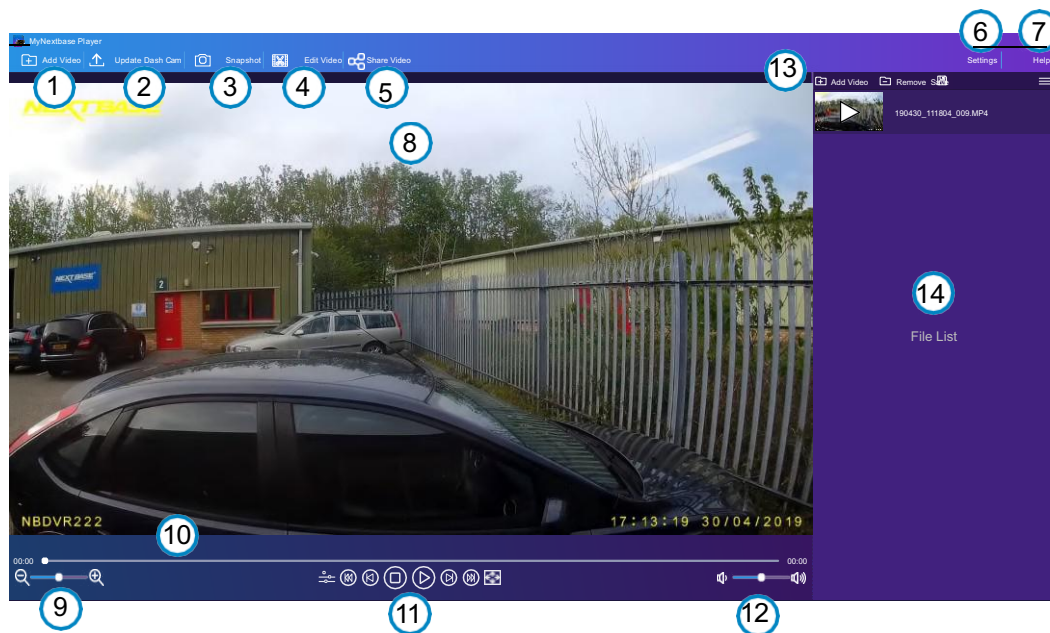 6 7
MyNextbase Player
Add Video Update Dash Cam Snapshot Edit Video Share Video Settings Help
1 2 3 4 5 13
Add Video Remove
NEXTBASE
190430_111804_009.MP4
8
NEXTBASE
2
14
File List
NBDVR222 17:13:19 30/04/2019
10
00:00 00:00
9 11 12